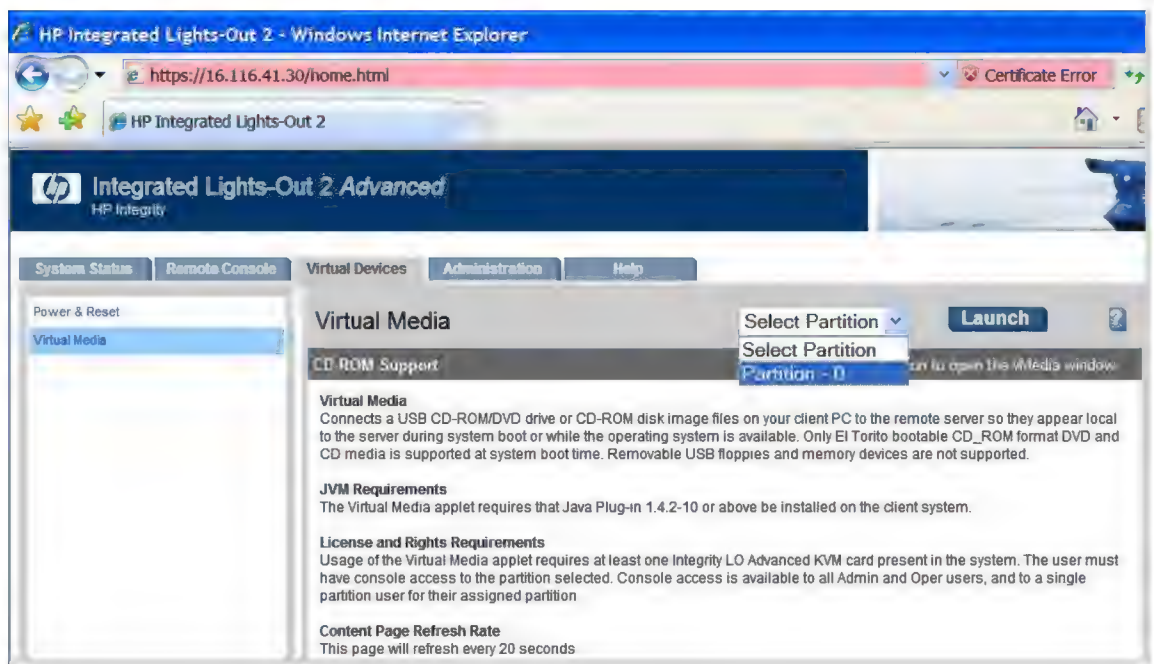 HP Integrated Lights-Out 2 - Windows Internet Explorer
https://16.116.41.30/home.html
Certificate Error
HP Integrated Lights-Out 2
hp
Integrated Lights-Out 2 Advanced
HP Integrity
System Status
Remote Console
Virtual Devices
Administration
Help
Power & Reset
Virtual Media
Virtual Media
Select Partition
Launch
?
Select Partition
Partition - 0
CD-ROM Support
to open the vMedia window
Virtual Media
Connects a USB CD-ROM/DVD drive or CD-ROM disk image files on your client PC to the remote server so they appear local
to the server during system boot or while the operating system is available. Only El Torito bootable CD_ROM format DVD and
CD media is supported at system boot time. Removable USB floppies and memory devices are not supported.
JVM Requirements
The Virtual Media applet requires that Java Plug-in 1.4.2-10 or above be installed on the client system.
License and Rights Requirements
Usage of the Virtual Media applet requires at least one Integrity LO Advanced KVM card present in the system. The user must
have console access to the partition selected. Console access is available to all Admin and Oper users, and to a single
partition user for their assigned partition
Content Page Refresh Rate
This page will refresh every 20 seconds